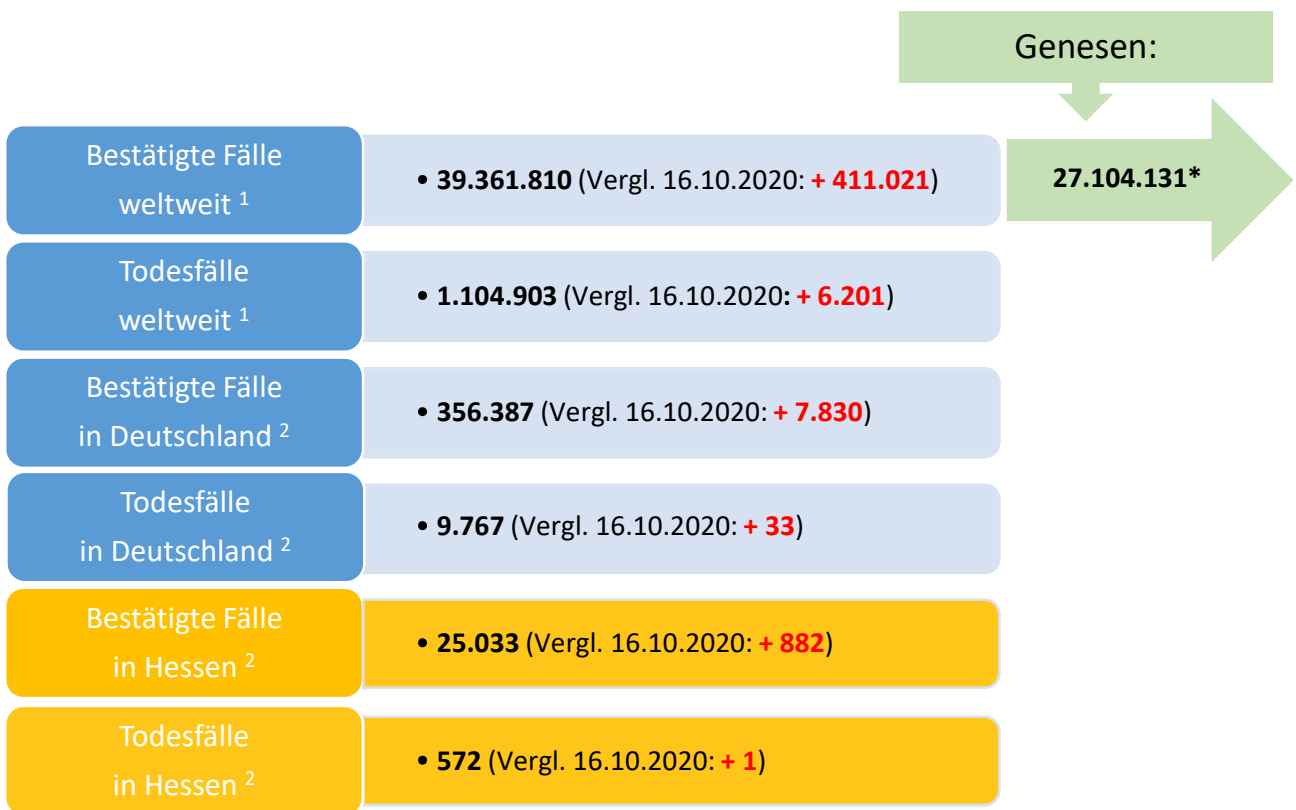 Genesen:
Bestätigte Fälle
weltweit ¹
• 39.361.810 (Vergl. 16.10.2020: + 411.021)
27.104.131*
Todesfälle
weltweit ¹
• 1.104.903 (Vergl. 16.10.2020: + 6.201)
Bestätigte Fälle
in Deutschland ²
• 356.387 (Vergl. 16.10.2020: + 7.830)
Todesfälle
in Deutschland ²
• 9.767 (Vergl. 16.10.2020: + 33)
Bestätigte Fälle
in Hessen ²
• 25.033 (Vergl. 16.10.2020: + 882)
Todesfälle
in Hessen ²
• 572 (Vergl. 16.10.2020: + 1)